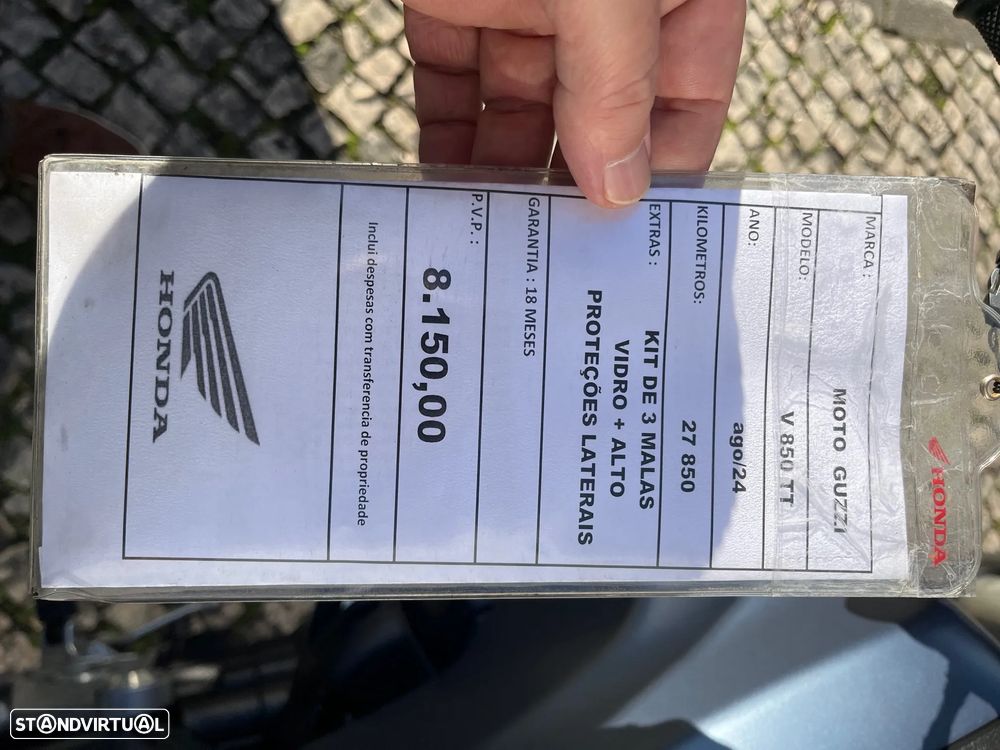 HONDA
MARCA : MOTO GUZZI
MODELO: V 850 TT
ANO: ago/24
KILOMETROS: 27 850
EXTRAS : KIT DE 3 MALAS
VIDRO + ALTO
PROTEÇÕES LATERAIS
GARANTIA : 18 MESES
P.V.P. : 8.150,00
Inclui despesas com transferencia de propriedade
HONDA
STANDVIRTUAL